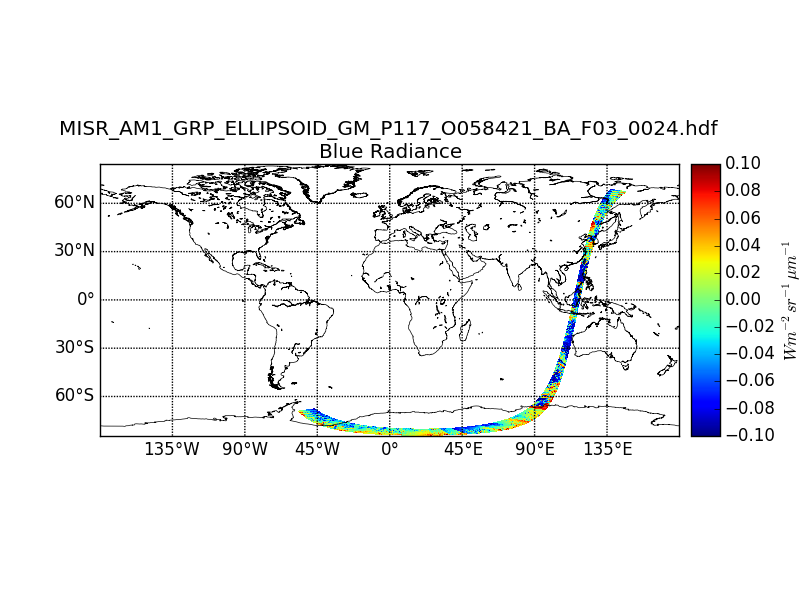 MISR_AM1_GRP_ELLIPSOID_GM_P117_O058421_BA_F03_0024.hdf
Blue Radiance
60°N
30°N
0°
30°S
60°S
135°W 90°W 45°W 0° 45°E 90°E 135°E
0.10
0.08
0.06
0.04
0.02
0.00
−0.02
−0.04
−0.06
−0.08
−0.10
Wm⁻² sr⁻¹ μm⁻¹